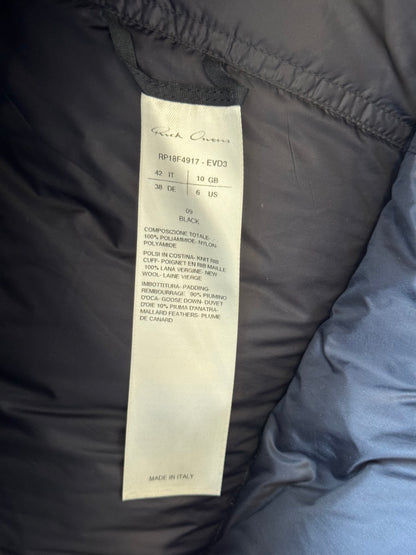 Rick Owens
RP18F4917 - EVD3
42 IT 10 GB
38 DE 6 US
09
BLACK
COMPOSIZIONE TOTALE:
100% POLIAMMIDE- NYLON-
POLYAMIDE
POLSI IN COSTINA- KNIT RIB
CUFF- POIGNET EN RIB MAILLE
100% LANA VERGINE- NEW
WOOL- LAINE VIERGE
IMBOTTITURA- PADDING-
REMBOURRAGE 90% PIUMINO
D'OCA- GOOSE DOWN- DUVET
D'OIE 10% PIUMA D'ANATRA-
MALLARD FEATHERS- PLUME
DE CANARD
MADE IN ITALY